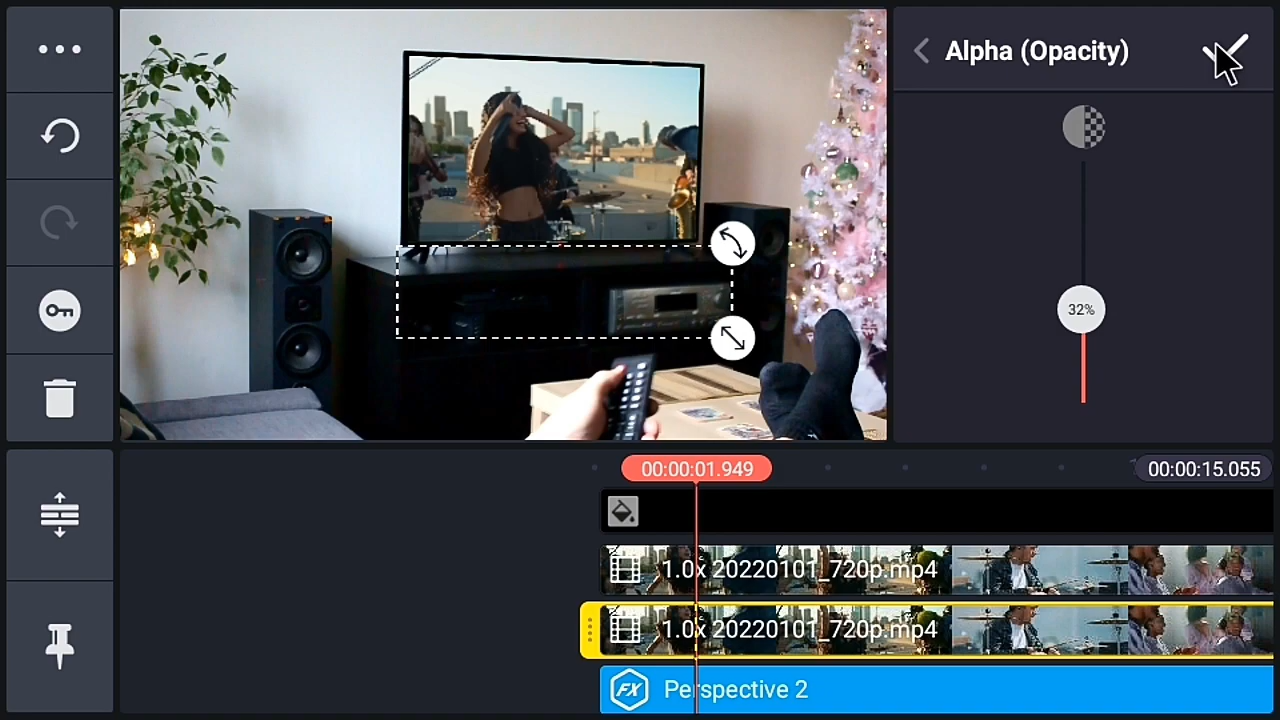 Alpha (Opacity)
32%
00:00:01.949
00:00:15.055
1.0x 20220101_720p.mp4
1.0x 20220101_720p.mp4
FX Perspective 2